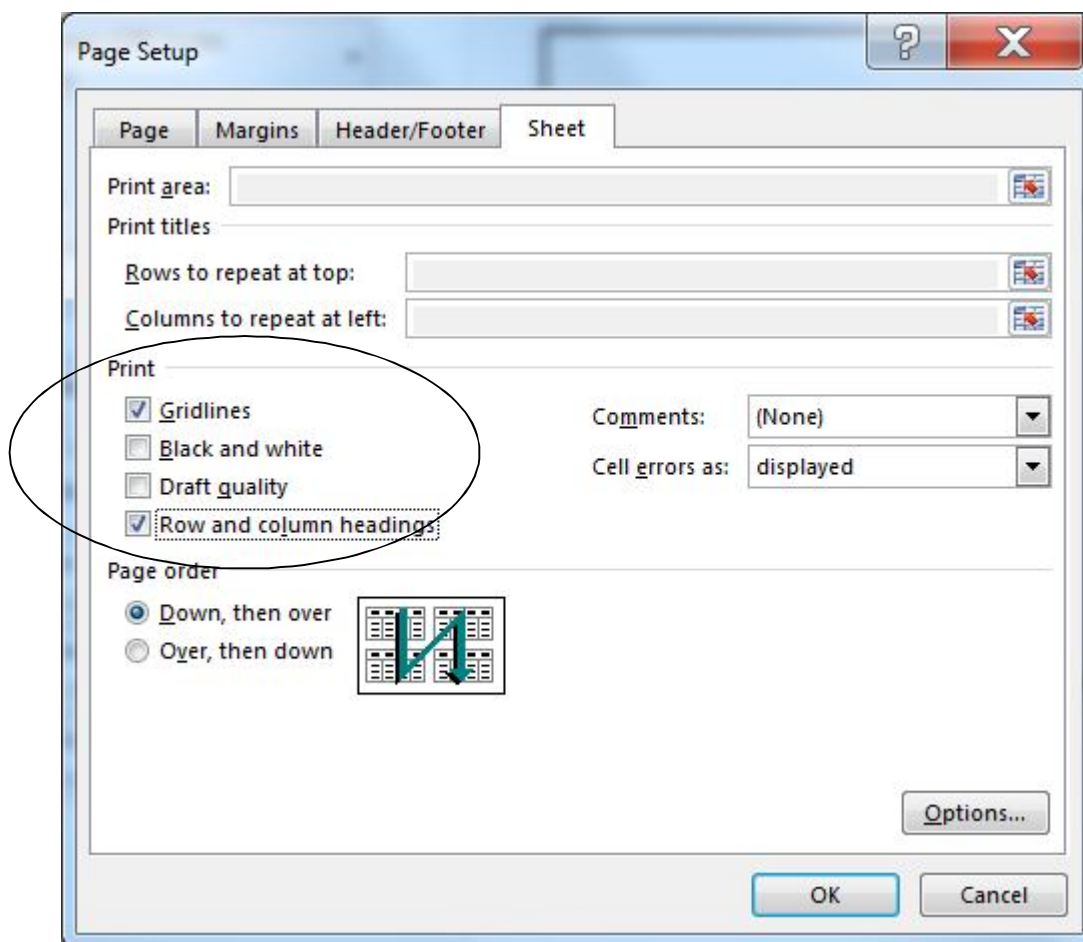 Page Setup
Page Margins Header/Footer Sheet
Print area:
Print titles
Rows to repeat at top:
Columns to repeat at left:
Print
Gridlines
Black and white
Draft quality
Row and column headings
Comments: (None)
Cell errors as: displayed
Page order
Down, then over
Over, then down
Options...
OK Cancel